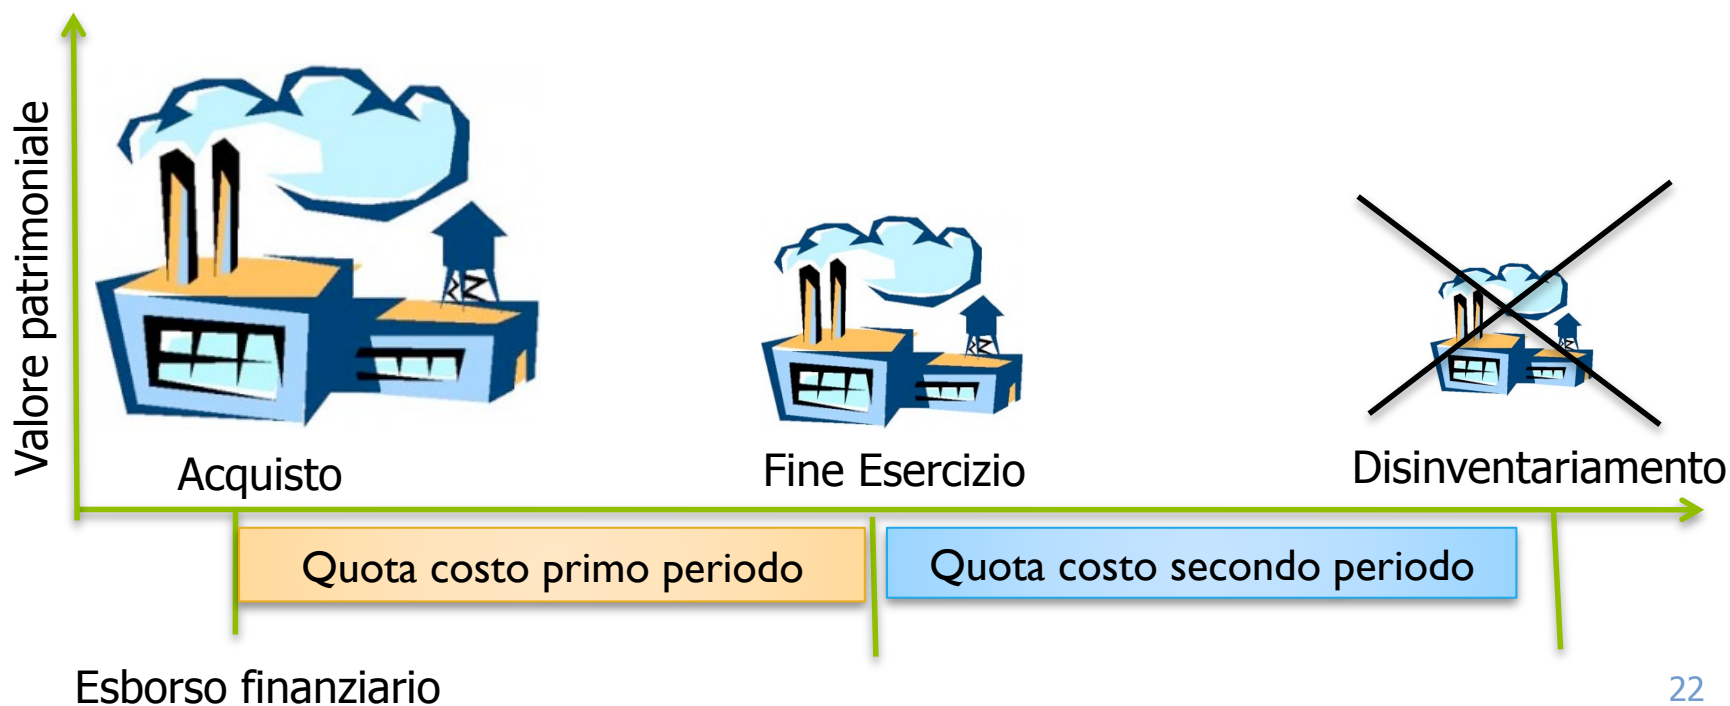 Valore patrimoniale
Acquisto
Fine Esercizio
Disinventariamento
Quota costo primo periodo
Quota costo secondo periodo
Esborso finanziario
22